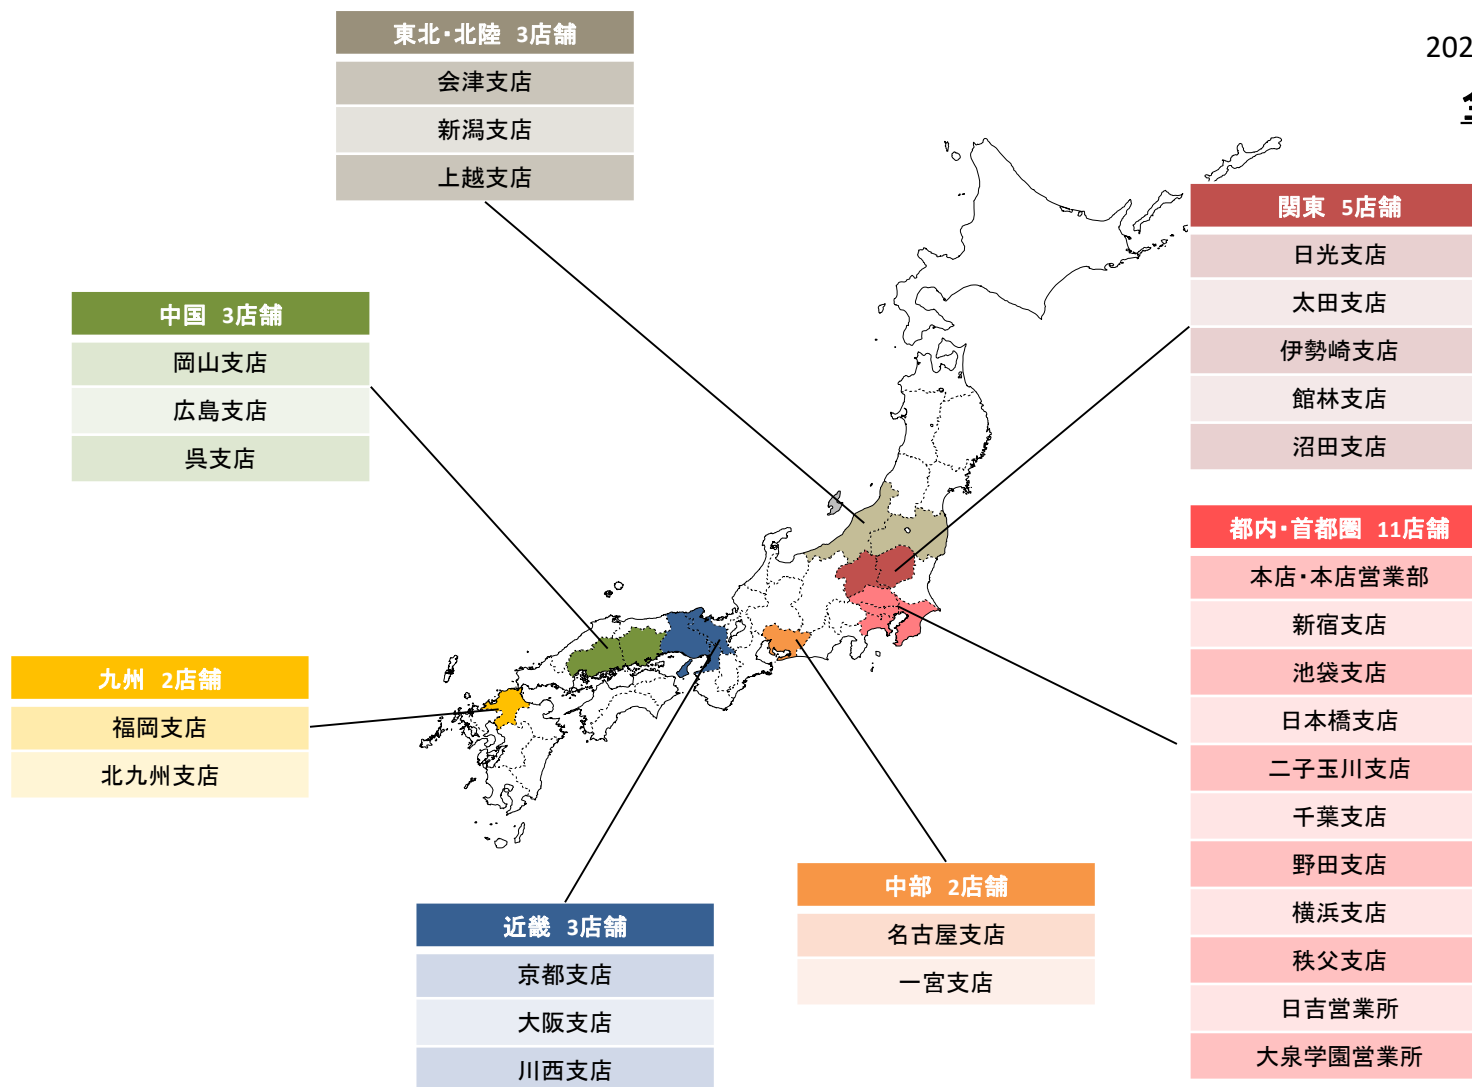 東北・北陸 3店舗
会津支店
新潟支店
上越支店
202
中国 3店舗
岡山支店
広島支店
呉支店
関東 5店舗
日光支店
太田支店
伊勢崎支店
館林支店
沼田支店
都内・首都圏 11店舗
本店・本店営業部
新宿支店
池袋支店
日本橋支店
二子玉川支店
千葉支店
野田支店
横浜支店
秩父支店
日吉営業所
大泉学園営業所
九州 2店舗
福岡支店
北九州支店
中部 2店舗
名古屋支店
一宮支店
近畿 3店舗
京都支店
大阪支店
川西支店